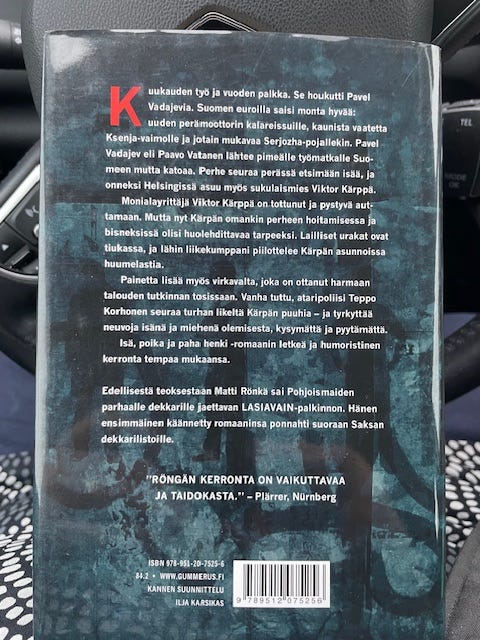 Kuukauden työ ja vuoden palkka. Se houkutti Pavel
Vadajevia. Suomen euroilla saisi monta hyvää:
uuden perämoottorin kalareissuille, kaunista vaatetta
Ksenja-vaimolle ja jotain mukavaa Serjozha-pojallekin. Pavel
Vadajev eli Paavo Vatanen lähtee pimeälle työmatkalle Suo-
meen mutta katoaa. Perhe seuraa perässä etsimään isää, ja
onneksi Helsingissä asuu myös sukulaismies Viktor Kärppä.
Monialayrittäjä Viktor Kärppä on tottunut ja pystyvä aut-
tamaan. Mutta nyt Kärpän omankin perheen hoitamisessa ja
bisneksissä olisi huolehdittavaa tarpeeksi. Lailliset urakat ovat
tiukassa, ja lähin liikekumppani piilottelee Kärpän asunnoissa
huumelastia.
Painetta lisää myös virkavalta, joka on ottanut harmaan
talouden tutkinnan tosissaan. Vanha tuttu, ataripoliisi Teppo
Korhonen seuraa turhan likeltä Kärpän puuhia – ja tyrkyttää
neuvoja isänä ja miehenä olemisesta, kysymättä ja pyytämättä.
Isä, poika ja paha henki -romaanin letkeä ja humoristinen
kerronta tempaa mukaansa.
Edellisestä teoksestaan Matti Rönkä sai Pohjoismaiden
parhaalle dekkarille jaettavan LASIAVAIN-palkinnon. Hänen
ensimmäinen käännetty romaaninsa ponnahti suoraan Saksan
dekkarilistoille.
"RÖNGÄN KERRONTA ON VAIKUTTAVAA
JA TAIDOKASTA." – Plärrer, Nürnberg
ISBN 978-951-20-7525-6
84.2 • WWW.GUMMERUS.FI
KANNEN SUUNNITTELU
ILJA KARSIKAS
9 789512 075256
TEL
MODE
OK